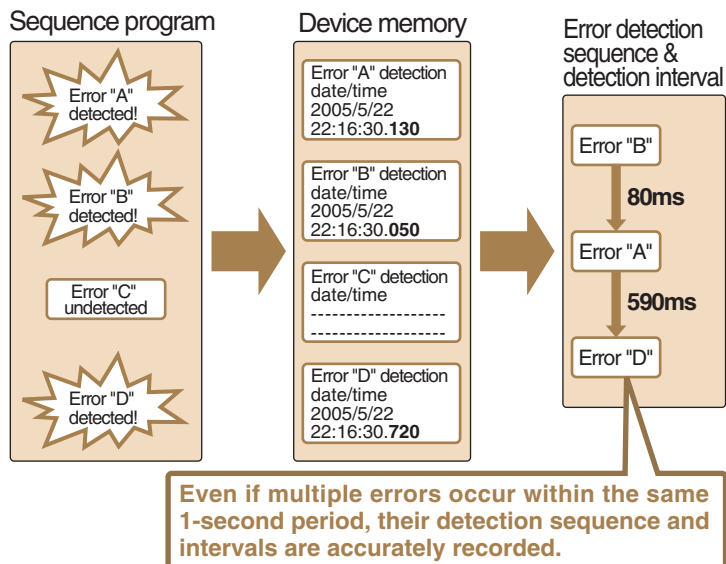 Sequence program
Error "A"
detected!
Error "B"
detected!
Error "C"
undetected
Error "D"
detected!
Device memory
Error "A" detection
date/time
2005/5/22
22:16:30.130
Error "B" detection
date/time
2005/5/22
22:16:30.050
Error "C" detection
date/time
-------------------
-------------------
Error "D" detection
date/time
2005/5/22
22:16:30.720
Error detection
sequence &
detection interval
Error "B"
80ms
Error "A"
590ms
Error "D"
Even if multiple errors occur within the same
1-second period, their detection sequence and
intervals are accurately recorded.